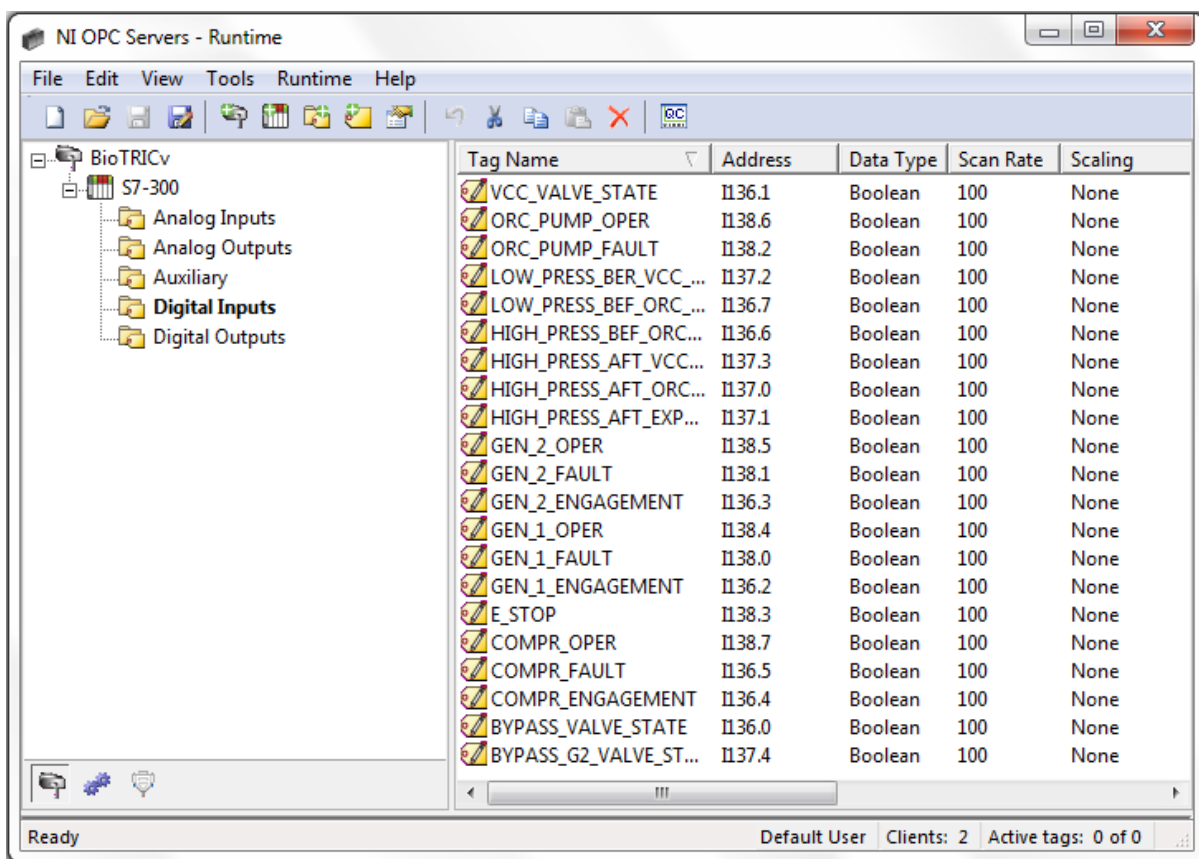 NI OPC Servers - Runtime
File Edit View Tools Runtime Help
BioTRICv
S7-300
Analog Inputs
Analog Outputs
Auxiliary
Digital Inputs
Digital Outputs
Tag Name Address Data Type Scan Rate Scaling
VCC_VALVE_STATE I136.1 Boolean 100 None
ORC_PUMP_OPER I138.6 Boolean 100 None
ORC_PUMP_FAULT I138.2 Boolean 100 None
LOW_PRESS_BER_VCC_... I137.2 Boolean 100 None
LOW_PRESS_BEF_ORC_... I136.7 Boolean 100 None
HIGH_PRESS_BEF_ORC... I136.6 Boolean 100 None
HIGH_PRESS_AFT_VCC... I137.3 Boolean 100 None
HIGH_PRESS_AFT_ORC... I137.0 Boolean 100 None
HIGH_PRESS_AFT_EXP... I137.1 Boolean 100 None
GEN_2_OPER I138.5 Boolean 100 None
GEN_2_FAULT I138.1 Boolean 100 None
GEN_2_ENGAGEMENT I136.3 Boolean 100 None
GEN_1_OPER I138.4 Boolean 100 None
GEN_1_FAULT I138.0 Boolean 100 None
GEN_1_ENGAGEMENT I136.2 Boolean 100 None
E_STOP I138.3 Boolean 100 None
COMPR_OPER I138.7 Boolean 100 None
COMPR_FAULT I136.5 Boolean 100 None
COMPR_ENGAGEMENT I136.4 Boolean 100 None
BYPASS_VALVE_STATE I136.0 Boolean 100 None
BYPASS_G2_VALVE_ST... I137.4 Boolean 100 None
Ready Default User Clients: 2 Active tags: 0 of 0